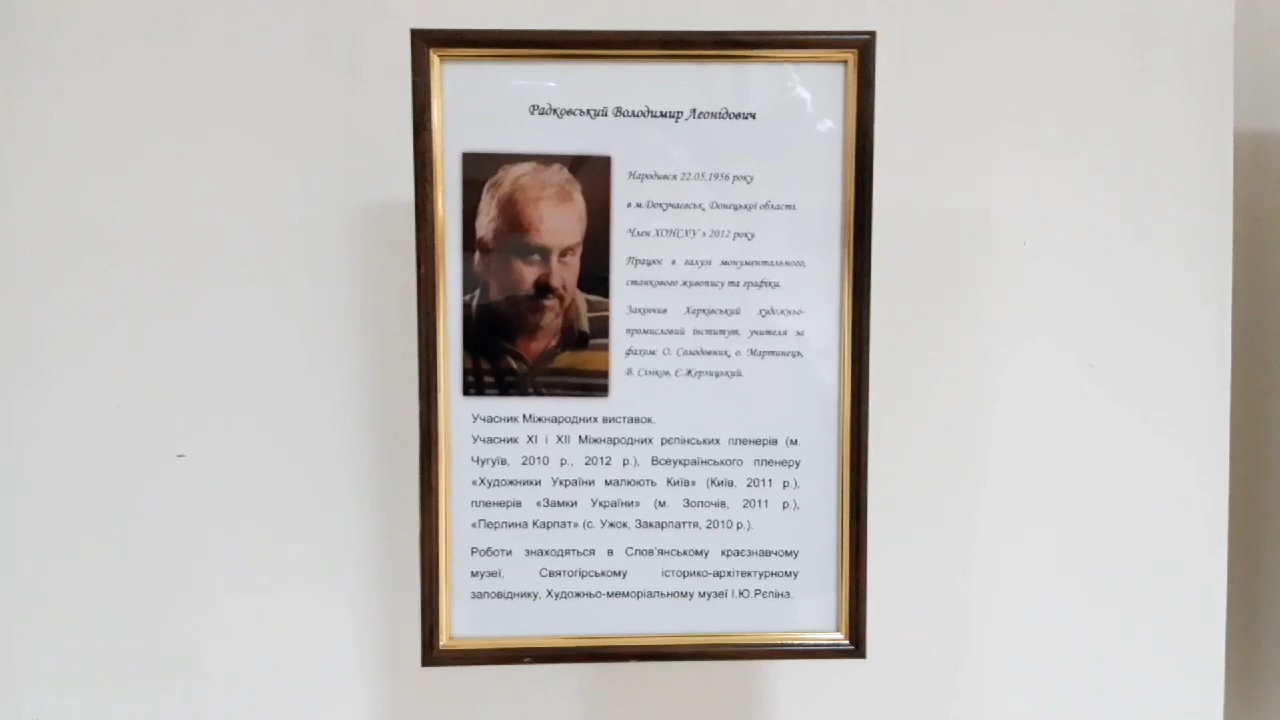 Радковський Володимир Леонідович
Народився 22.05.1956 року
в м.Докучаєвськ, Донецької області.
Член ХОНСХУ з 2012 року.
Працює в галузі монументального,
станкового живопису та графіки.
Закінчив Харківський художньо-
промисловий інститут, учителя за
фахом: О. Солодовник, о. Мартинець,
В. Сізіков, Є.Жердицький.
Учасник Міжнародних виставок.
Учасник XI і XII Міжнародних рєпінських пленерів (м.
Чугуїв, 2010 р., 2012 р.), Всеукраїнського пленеру
«Художники України малюють Київ» (Київ, 2011 р.),
пленерів «Замки України» (м. Золочів, 2011 р.),
«Перлина Карпат» (с. Ужок, Закарпаття, 2010 р.).
Роботи знаходяться в Слов'янському краєзнавчому
музеї, Святогірському історико-архітектурному
заповіднику, Художньо-меморіальному музеї І.Ю.Рєпіна.